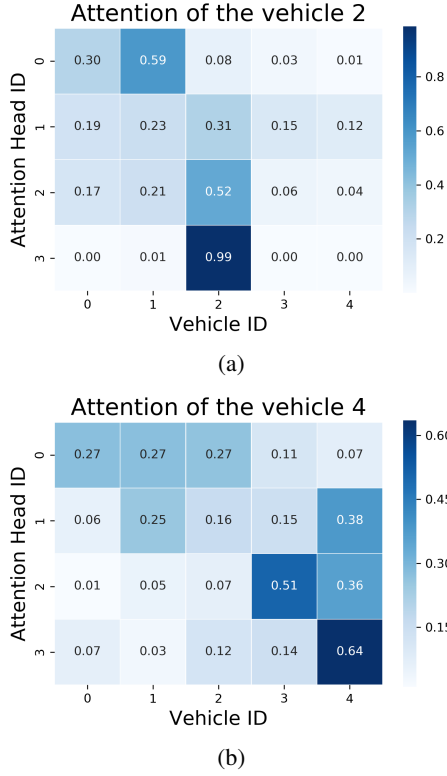 Attention of the vehicle 2
Attention Head ID
0 0.30 0.59 0.08 0.03 0.01
1 0.19 0.23 0.31 0.15 0.12
2 0.17 0.21 0.52 0.06 0.04
3 0.00 0.01 0.99 0.00 0.00
0 1 2 3 4
Vehicle ID
0.8
0.6
0.4
0.2
(a)
Attention of the vehicle 4
Attention Head ID
0 0.27 0.27 0.27 0.11 0.07
1 0.06 0.25 0.16 0.15 0.38
2 0.01 0.05 0.07 0.51 0.36
3 0.07 0.03 0.12 0.14 0.64
0 1 2 3 4
Vehicle ID
0.60
0.45
0.30
0.15
(b)